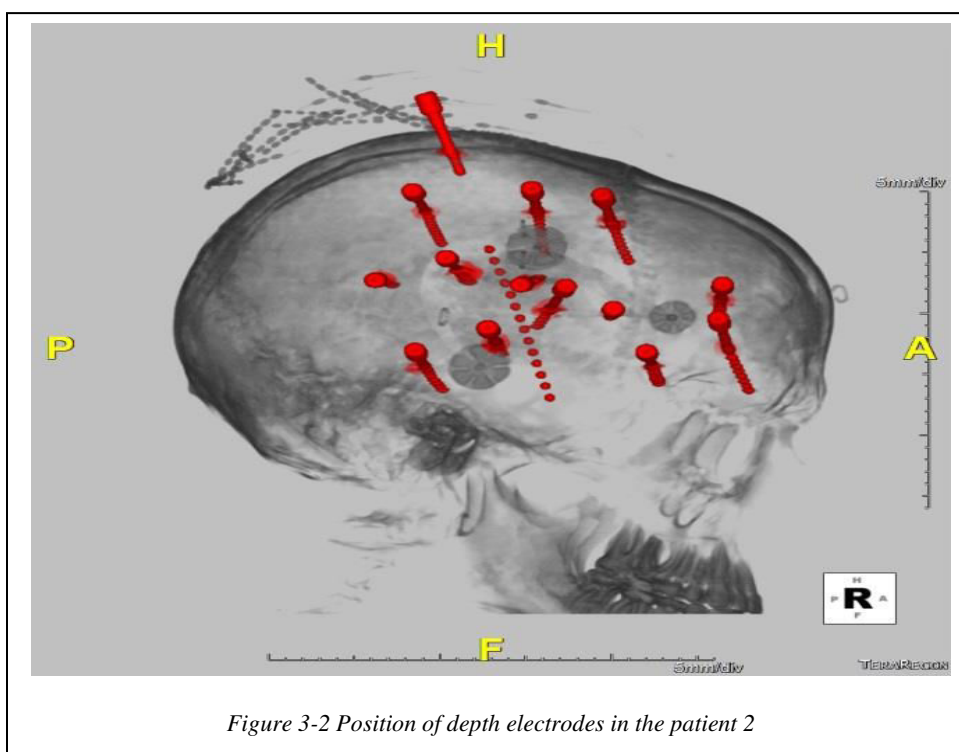 H
5mm/div
P
A
H
P R A
F
F
5mm/div
TERARECON
Figure 3-2 Position of depth electrodes in the patient 2